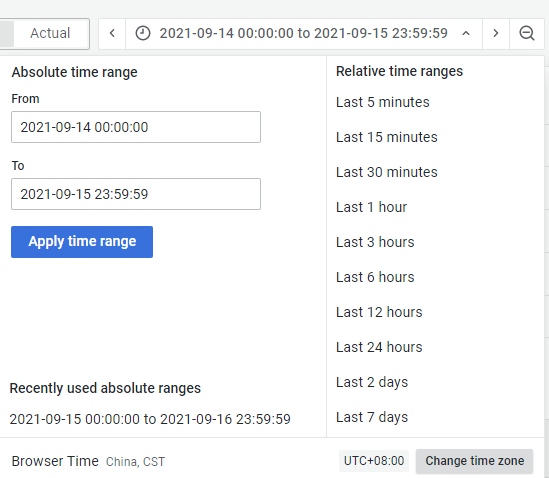 Actual
2021-09-14 00:00:00 to 2021-09-15 23:59:59
Absolute time range
From
2021-09-14 00:00:00
To
2021-09-15 23:59:59
Apply time range
Recently used absolute ranges
2021-09-15 00:00:00 to 2021-09-16 23:59:59
Relative time ranges
Last 5 minutes
Last 15 minutes
Last 30 minutes
Last 1 hour
Last 3 hours
Last 6 hours
Last 12 hours
Last 24 hours
Last 2 days
Last 7 days
Browser Time China, CST UTC+08:00 Change time zone